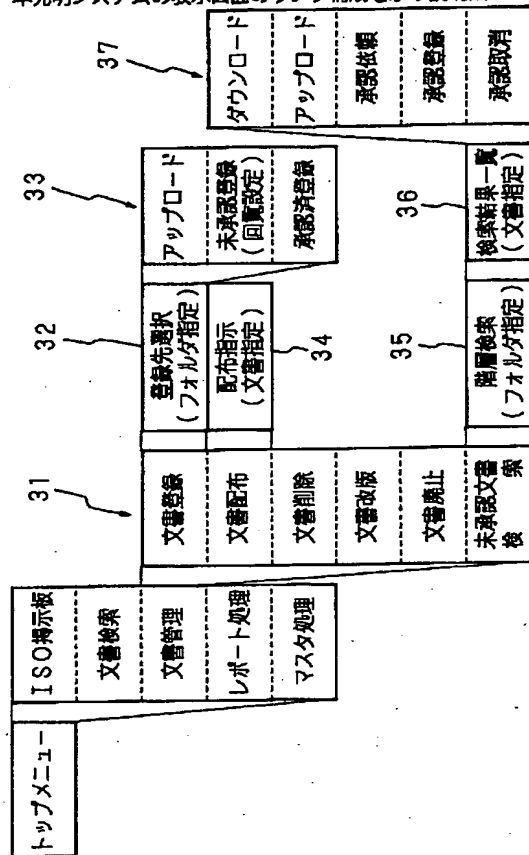 トップメニュー
ISO掲示板
文書検索
文書管理
レポート処理
マスタ処理
31
文書登録
文書配布
文書削除
文書改版
文書廃止
未承認文書
検　　索
32
登録先選択
(フォルダ指定)
配布指示
(文書指定)
34
33
アップロード
未承認登録
(回覧設定)
承認済登録
35
階層検索
(フォルダ指定)
36
検索結果一覧
(文書指定)
37
ダウンロード
アップロード
承認依頼
承認登録
承認取消